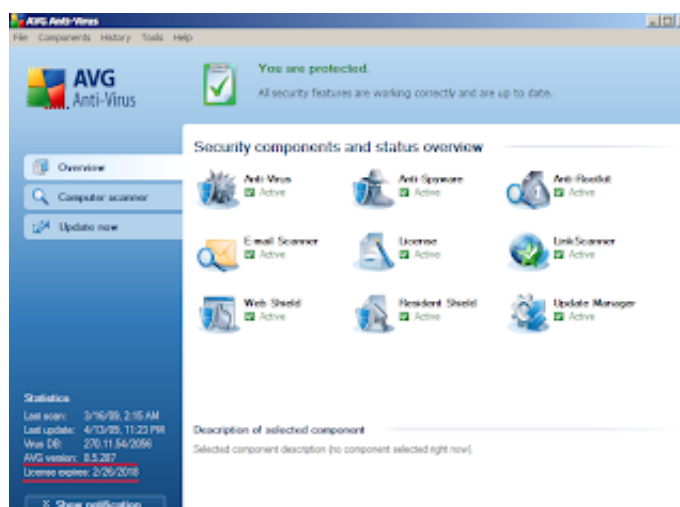 AVG Anti-Virus
File Components History Tools Help
AVG
Anti-Virus
You are protected.
All security features are working correctly and are up to date.
Security components and status overview
Overview
Computer scanner
Update now
Anti-Virus
Active
Anti-Spyware
Active
Anti-Rootkit
Active
E-mail Scanner
Active
License
Active
LinkScanner
Active
Web Shield
Active
Resident Shield
Active
Update Manager
Active
Statistics
Last scan: 3/16/09, 2:15 AM
Last update: 4/13/09, 11:23 PM
Virus DB: 270.11.54/2056
AVG version: 8.5.287
License expires: 2/26/2018
Show notification
Description of selected component
Selected component description (no component selected right now).